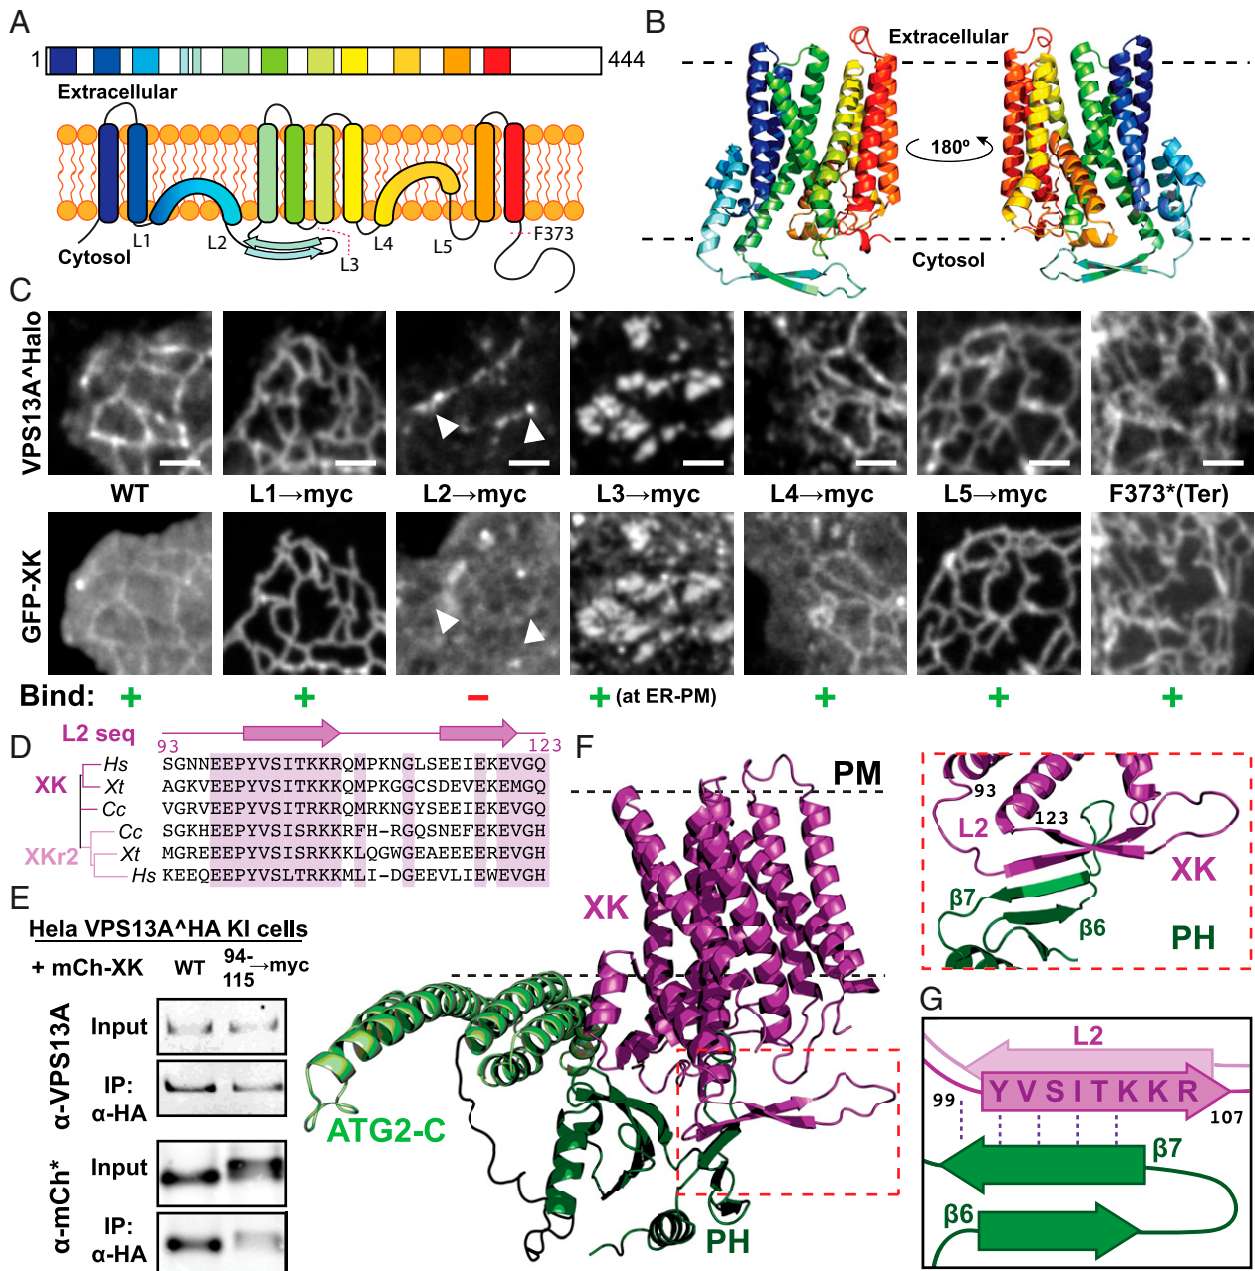 A
1
444
Extracellular
L1
L2
L3
L4
L5
F373
Cytosol
B
Extracellular
180º
Cytosol
C
VPS13A^Halo
WT
L1→myc
L2→myc
L3→myc
L4→myc
L5→myc
F373*(Ter)
GFP-XK
Bind: + + − + (at ER-PM) + + +
D
L2 seq
93
123
XK
Hs SGNNEEPYVSITKKRQMPKNGLSEEIEKEVGQ
Xt AGKVEEPYVSITKKKQMPKGGCSDEVEKEMGQ
Cc VGRVEEPYVSITKKRQMRKNGYSEEIEKEVGQ
XKr2
Cc SGKHEEPYVSISRKKRFH-RGQSNEFEKEVGH
Xt MGREEEPYVSISRKKKLQGWGEAEEEEREVGH
Hs KEEQEEPYVSLTRKKMLI-DGEEVLIEWEVGH
E
Hela VPS13A^HA KI cells
+ mCh-XK
WT
94-
115→myc
α-VPS13A
Input
IP:
α-HA
α-mCh*
Input
IP:
α-HA
F
PM
XK
ATG2-C
PH
93
123
L2
XK
β7
β6
PH
G
L2
YVSITKKR
99
107
β7
β6